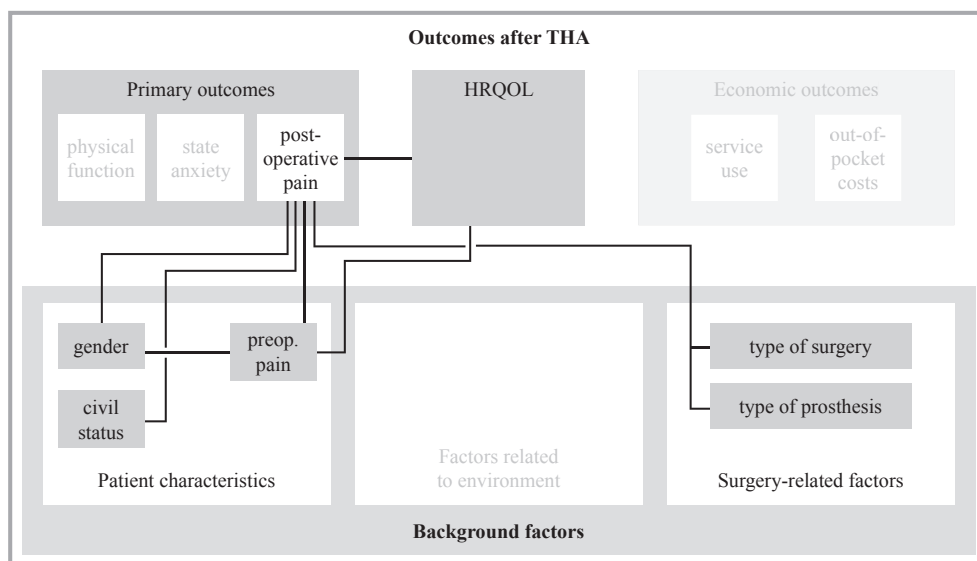 Outcomes after THA
Primary outcomes
physical
function
state
anxiety
post-
operative
pain
HRQOL
Economic outcomes
service
use
out-of-
pocket
costs
gender
preop.
pain
civil
status
Patient characteristics
Factors related
to environment
type of surgery
type of prosthesis
Surgery-related factors
Background factors